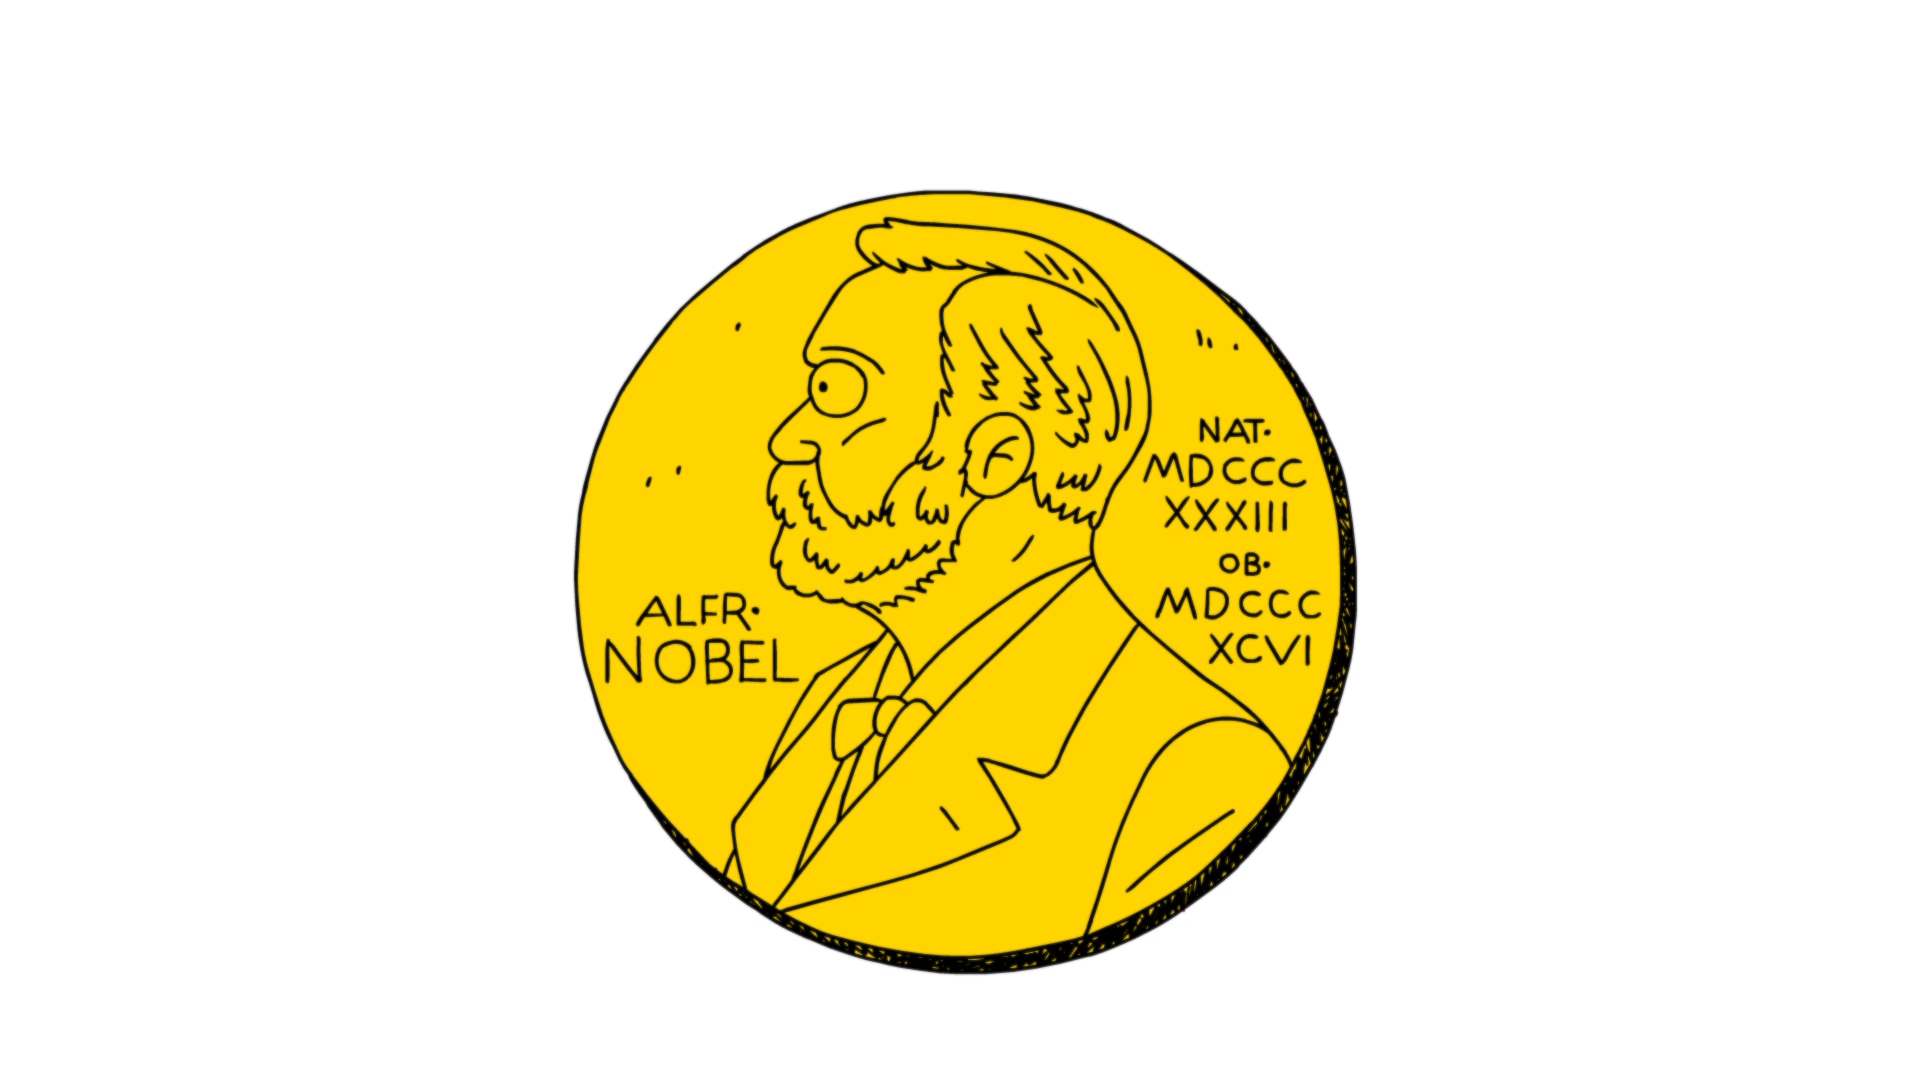 ALFR·
NOBEL
NAT·
MDCCC
XXXIII
OB·
MDCCC
XCVI